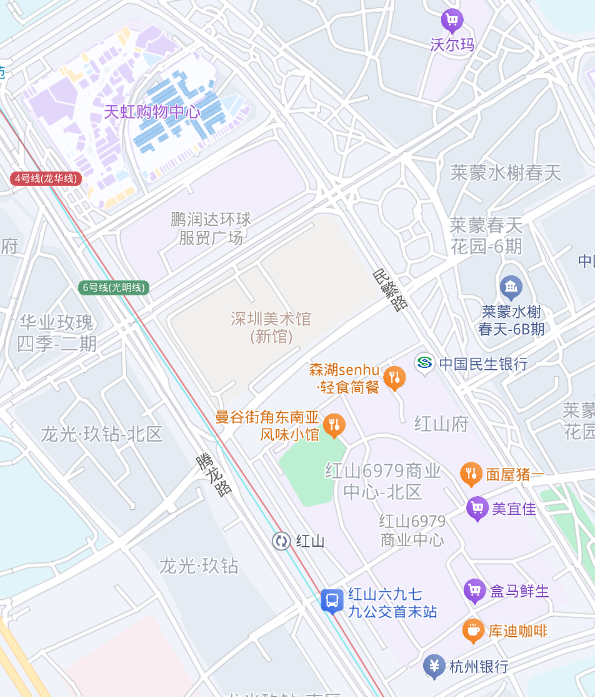 沃尔玛
天虹购物中心
4号线(龙华线)
莱蒙水榭春天
鹏润达环球
服贸广场
莱蒙春天
花园-6期
府
6号线(光明线)
民繁路
莱蒙水榭
春天-6B期
华业玫瑰
四季-二期
深圳美术馆
(新馆)
中国民生银行
森湖senhu
·轻食简餐
曼谷街角东南亚
风味小馆
红山府
龙光·玖钻-北区
腾龙路
红山6979商业
中心-北区
面屋猪一
美宜佳
红山6979
商业中心
红山
龙光·玖钻
红山六九七
九公交首末站
盒马鲜生
库迪咖啡
杭州银行